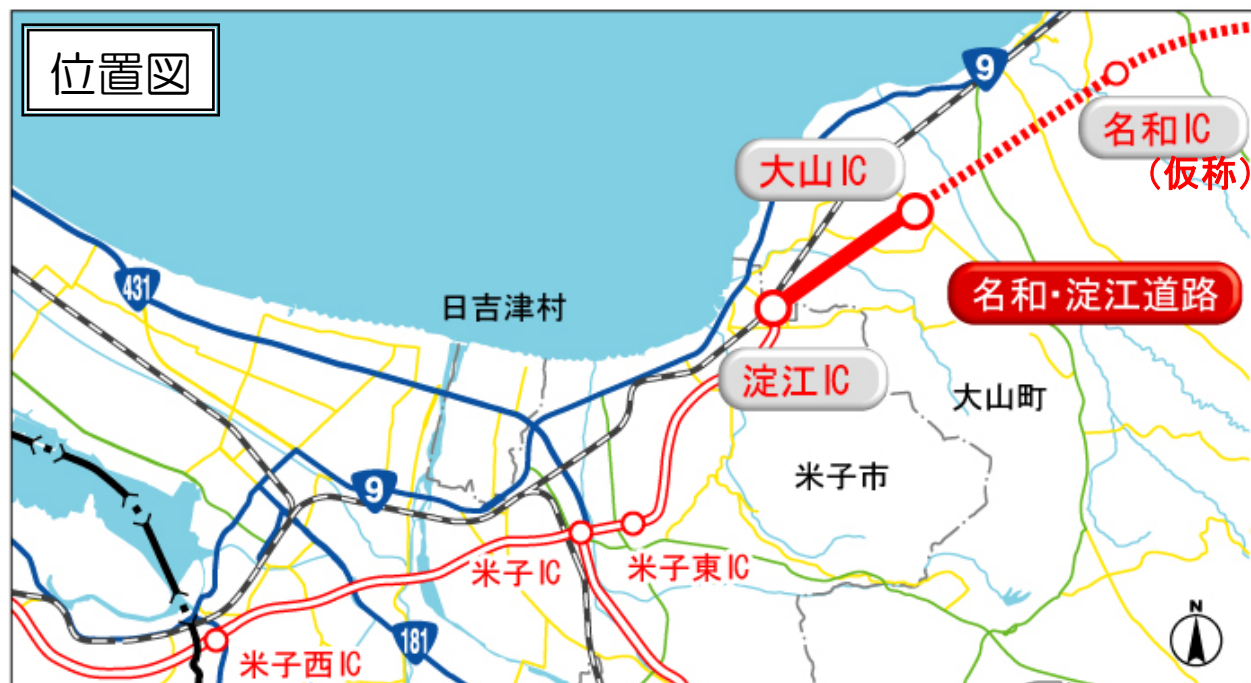 位置図
9
名和IC
(仮称)
大山IC
名和・淀江道路
431
日吉津村
淀江IC
大山町
米子市
9
米子IC
米子東IC
181
米子西IC
N